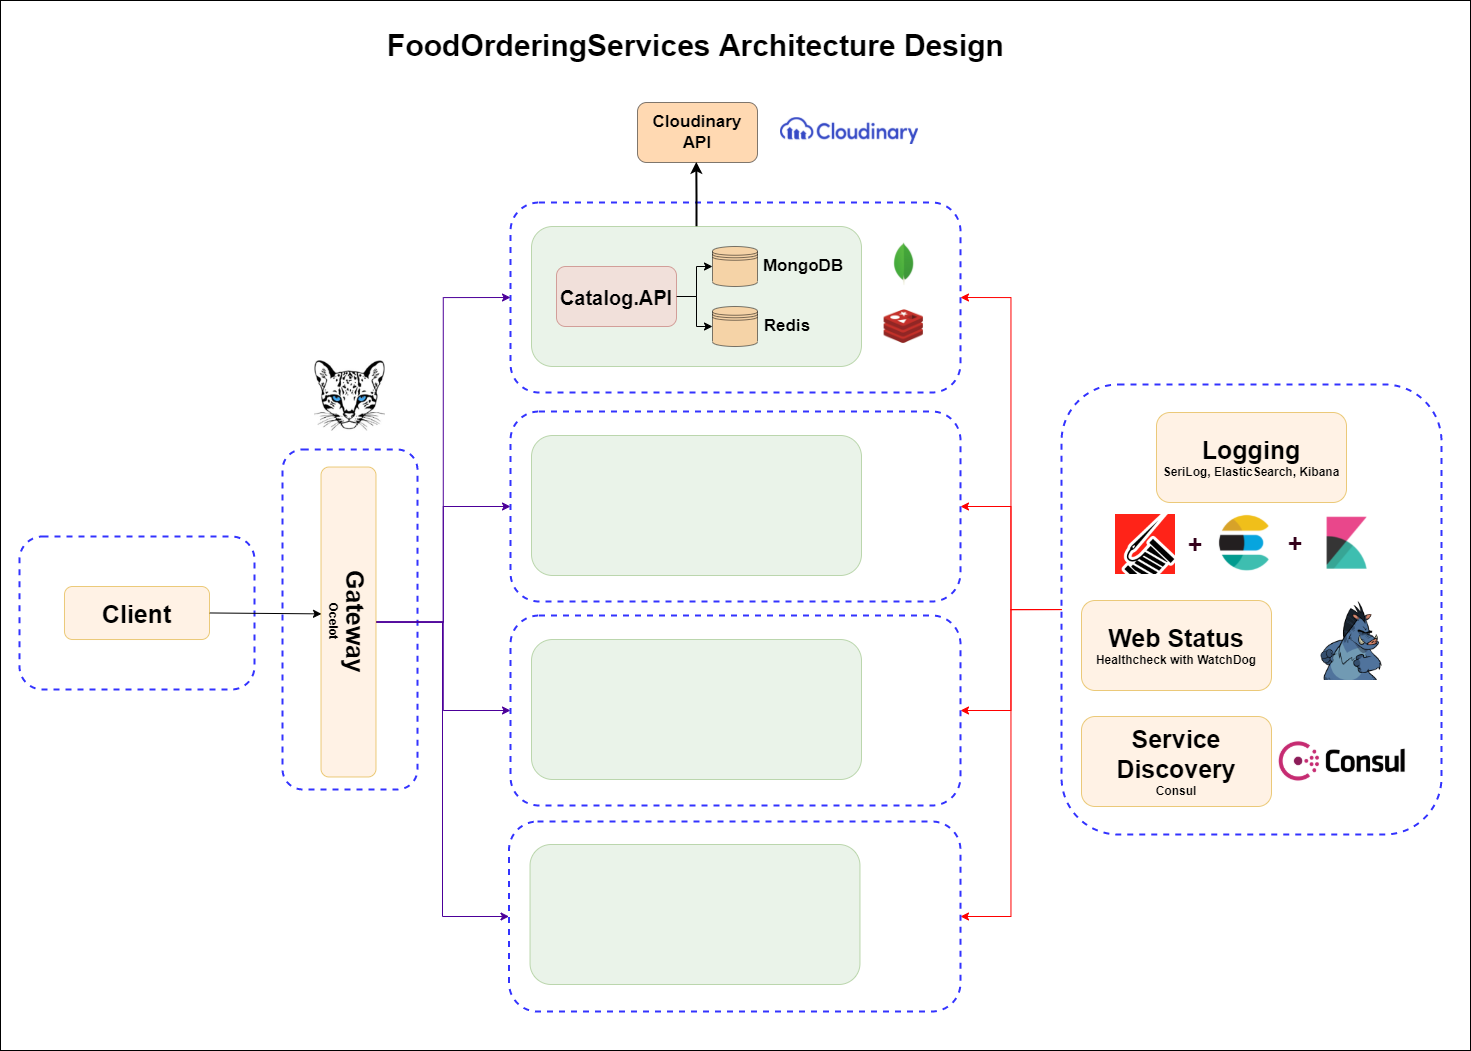 FoodOrderingServices Architecture Design
Cloudinary
API
Cloudinary
Catalog.API
MongoDB
Redis
Client
Gateway
Ocelot
Logging
SeriLog, ElasticSearch, Kibana
+
+
Web Status
Healthcheck with WatchDog
Service
Discovery
Consul
Consul